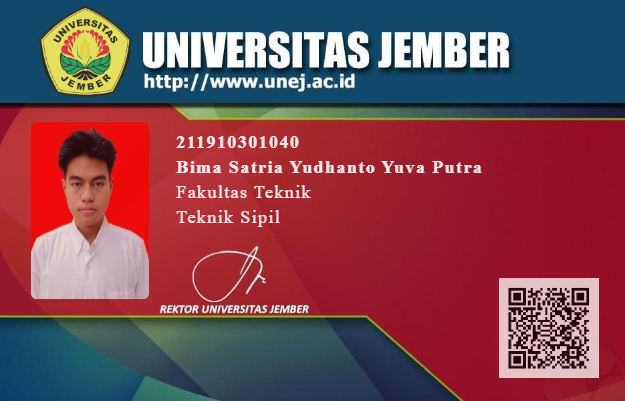 UNIVERSITAS
JEMBER
UNIVERSITAS JEMBER
http://www.unej.ac.id
211910301040
Bima Satria Yudhanto Yuva Putra
Fakultas Teknik
Teknik Sipil
REKTOR UNIVERSITAS JEMBER